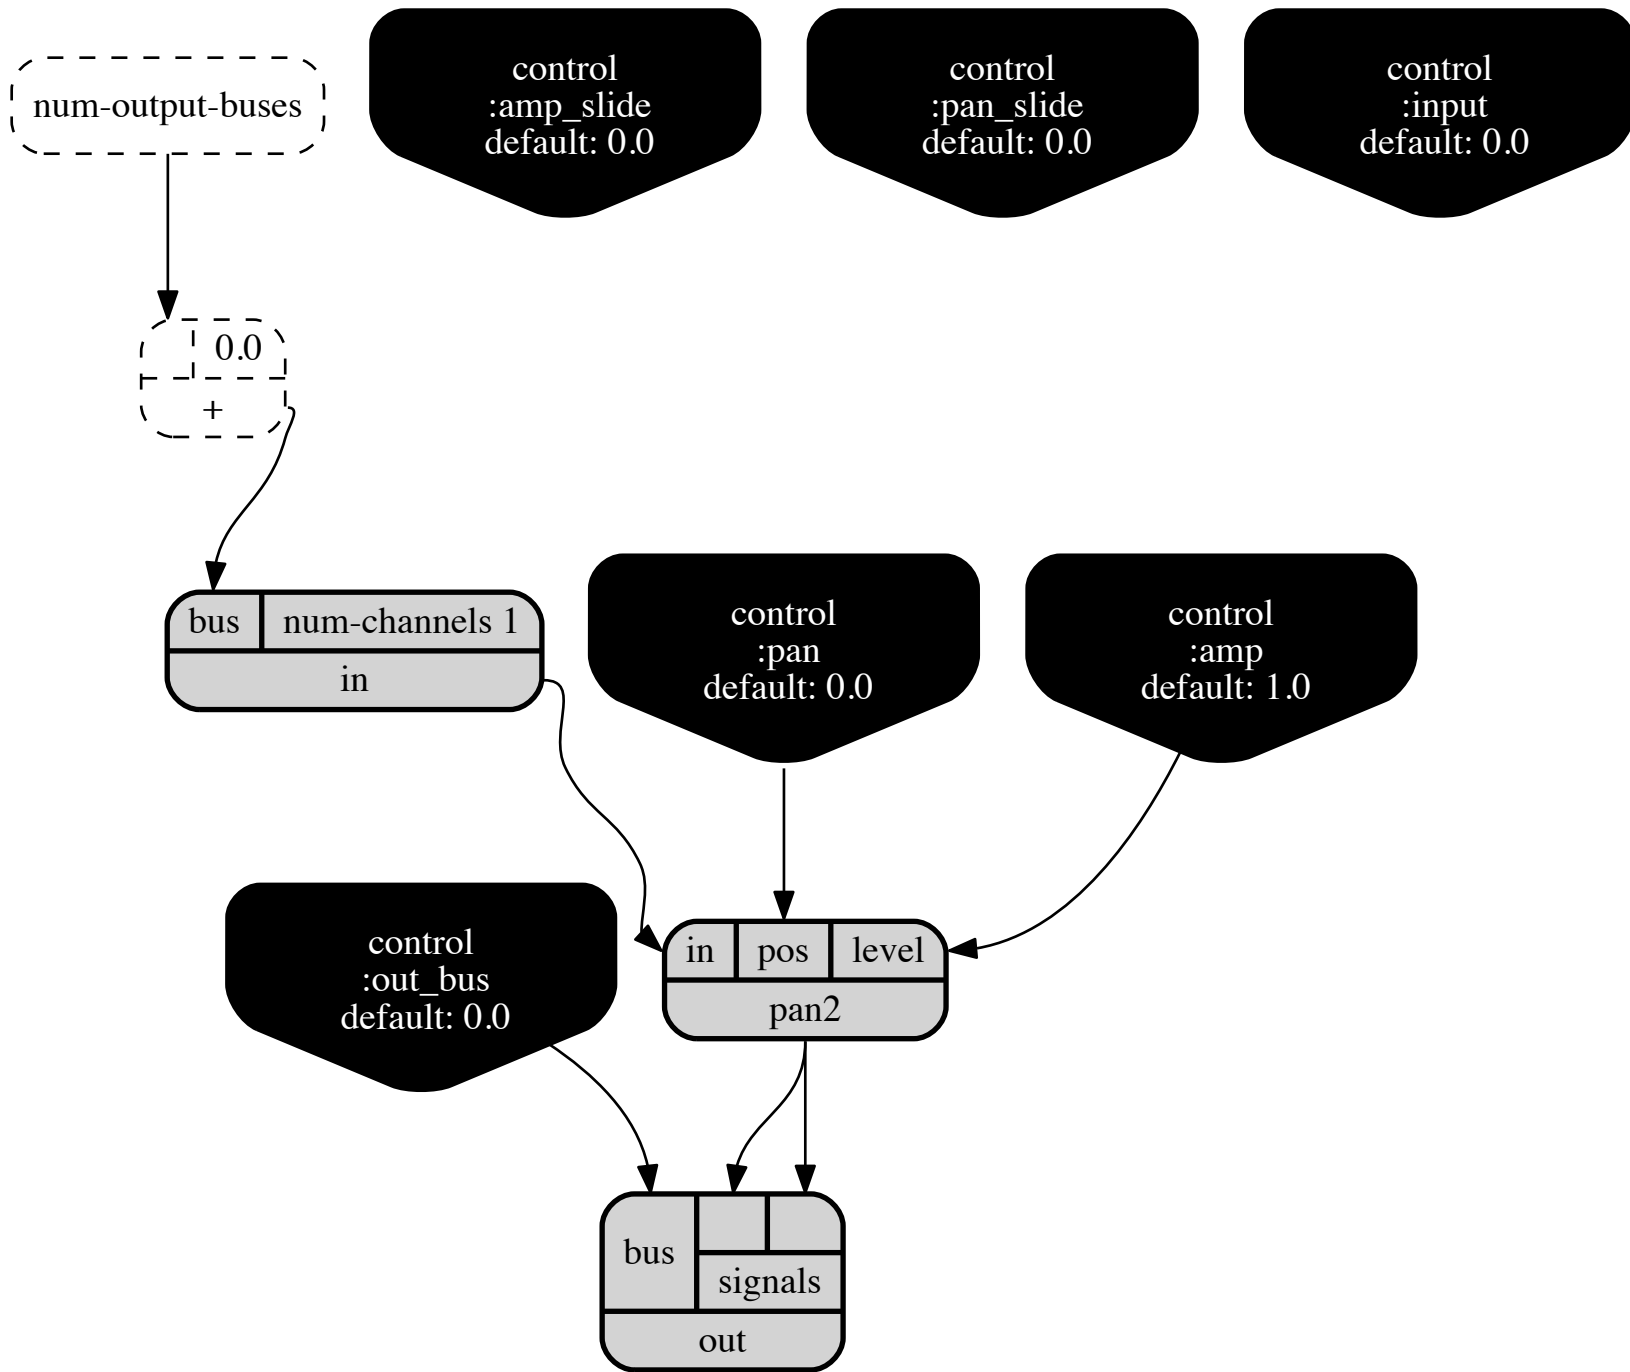 num-output-buses
control
:amp_slide
default: 0.0
control
:pan_slide
default: 0.0
control
:input
default: 0.0
0.0
+
bus
num-channels 1
in
control
:pan
default: 0.0
control
:amp
default: 1.0
control
:out_bus
default: 0.0
in
pos
level
pan2
bus
signals
out